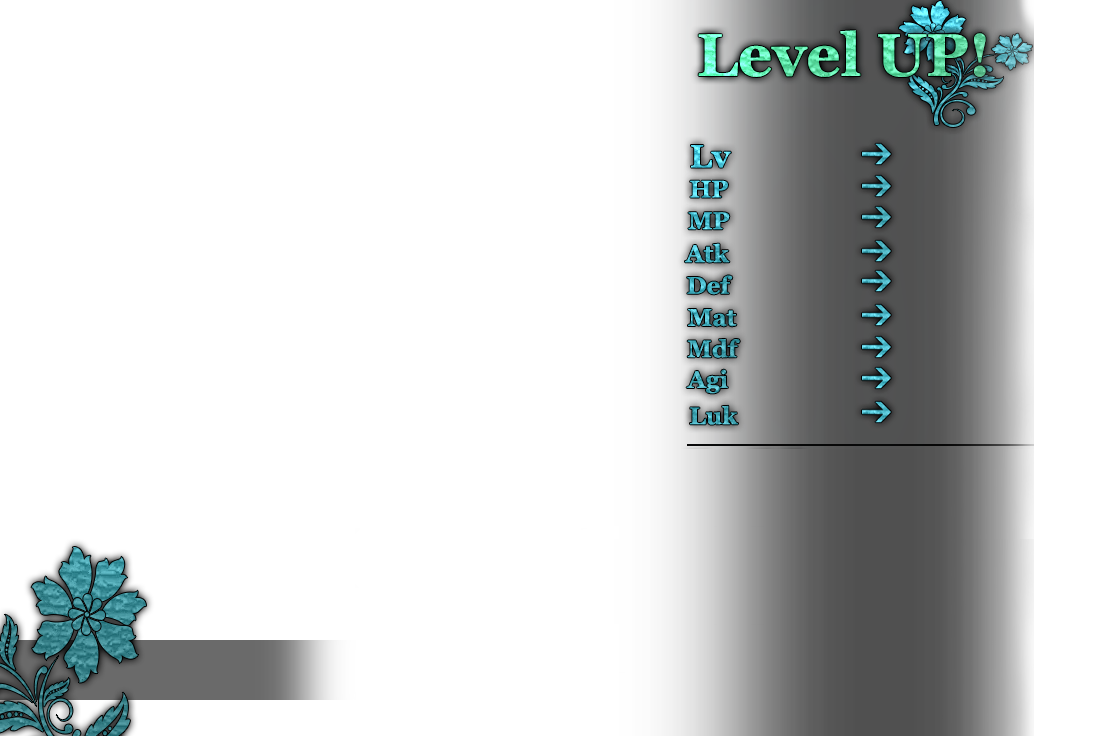 Level UP!
Lv →
HP →
MP →
Atk →
Def →
Mat →
Mdf →
Agi →
Luk →